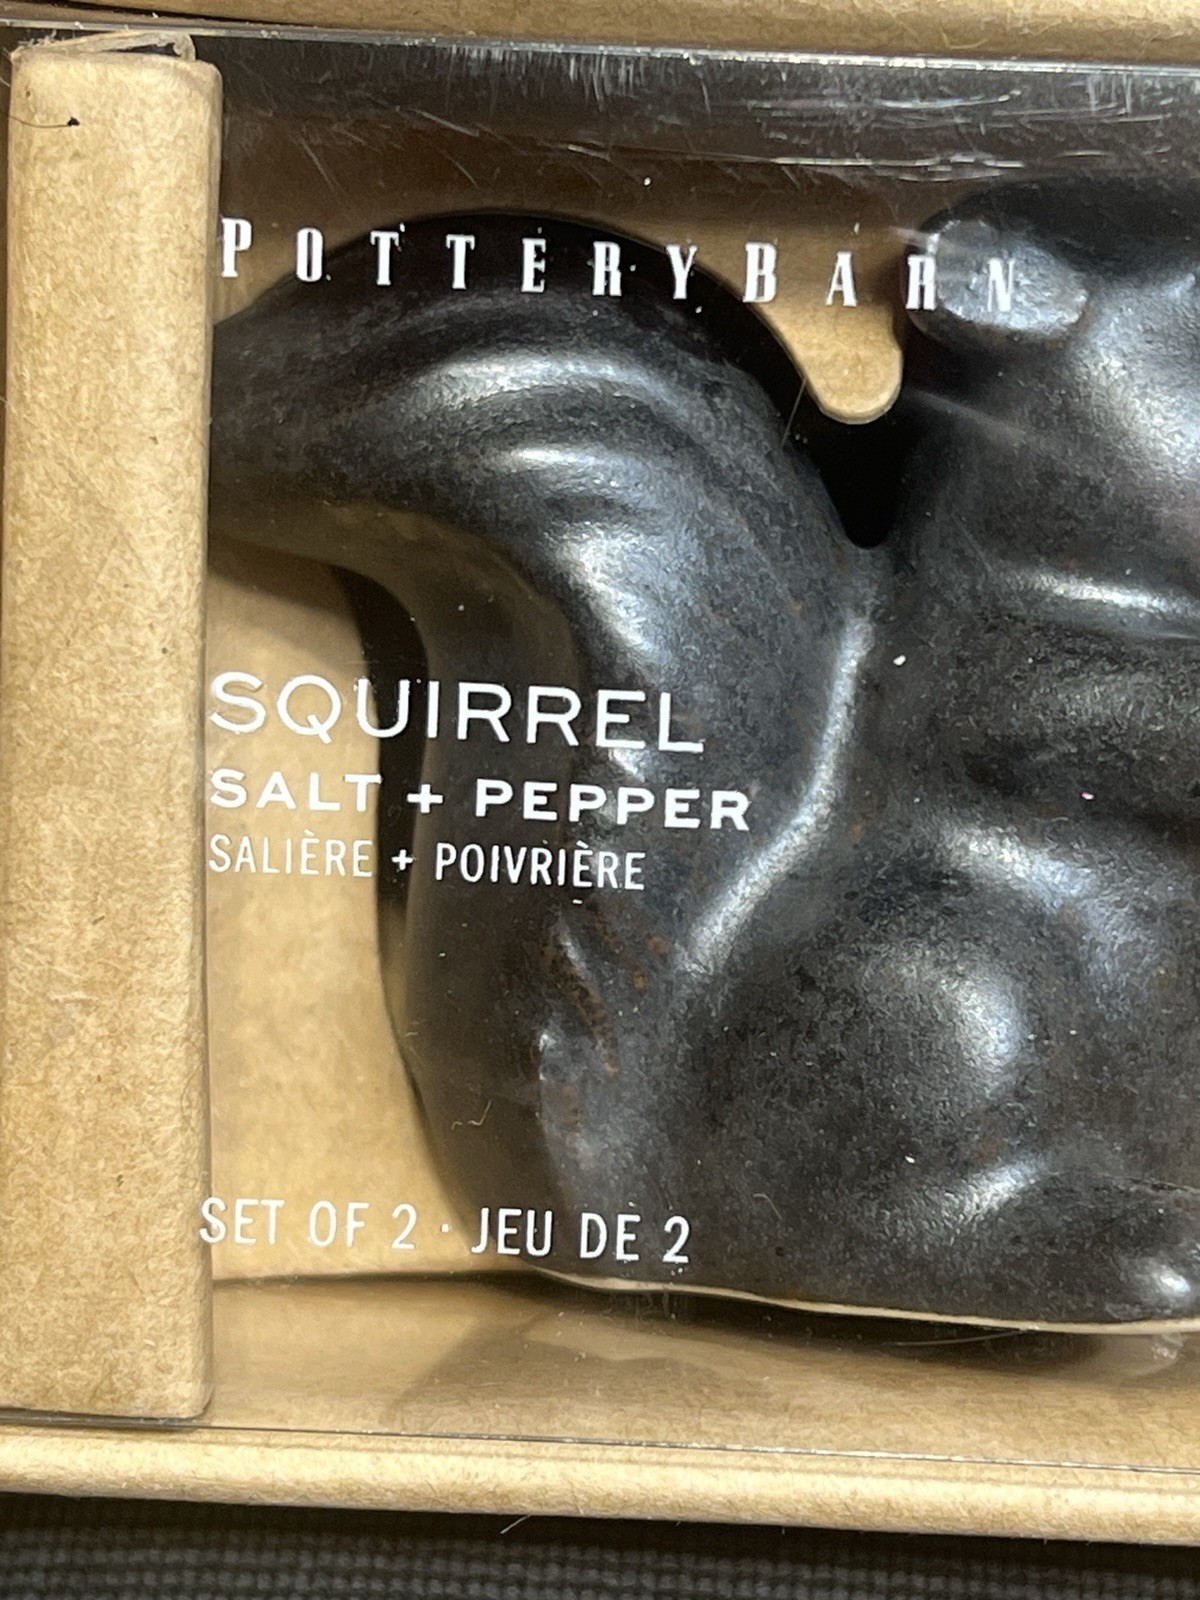 POTTERYBARN
SQUIRREL
SALT + PEPPER
SALIÈRE + POIVRIÈRE
SET OF 2 · JEU DE 2